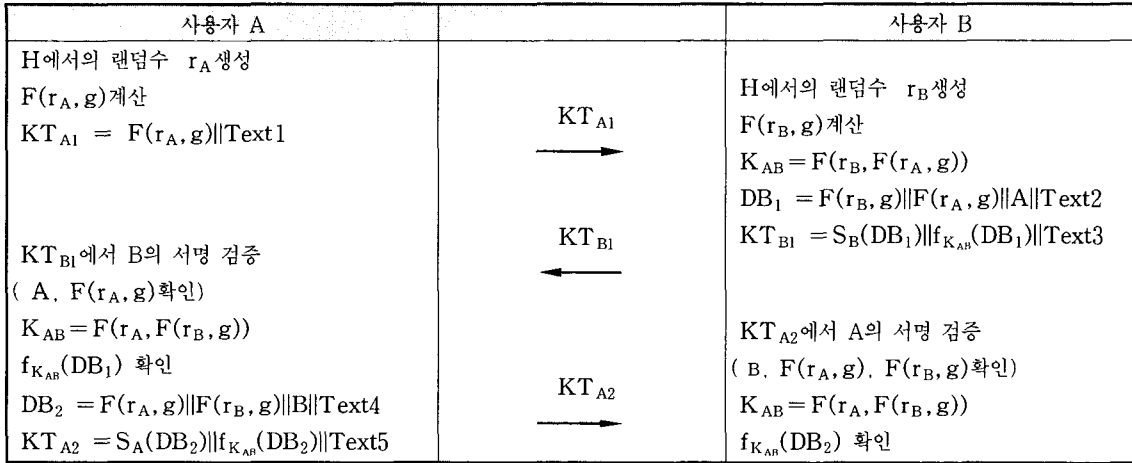 사용자 A
사용자 B
H에서의 랜덤수 r_A생성
F(r_A, g)계산
KT_A1 = F(r_A, g)||Text1
KT_A1
H에서의 랜덤수 r_B생성
F(r_B, g)계산
K_AB = F(r_B, F(r_A, g))
DB_1 = F(r_B, g)||F(r_A, g)||A||Text2
KT_B1 = S_B(DB_1)||f_K_AB(DB_1)||Text3
KT_B1
KT_B1에서 B의 서명 검증
( A, F(r_A, g)확인)
K_AB = F(r_A, F(r_B, g))
f_K_AB(DB_1) 확인
DB_2 = F(r_A, g)||F(r_B, g)||B||Text4
KT_A2 = S_A(DB_2)||f_K_AB(DB_2)||Text5
KT_A2
KT_A2에서 A의 서명 검증
( B, F(r_A, g), F(r_B, g)확인)
K_AB = F(r_A, F(r_B, g))
f_K_AB(DB_2) 확인